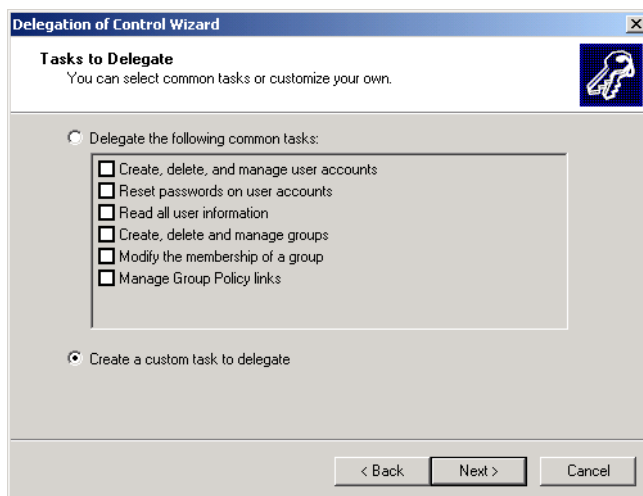 Delegation of Control Wizard
Tasks to Delegate
You can select common tasks or customize your own.
Delegate the following common tasks:
Create, delete, and manage user accounts
Reset passwords on user accounts
Read all user information
Create, delete and manage groups
Modify the membership of a group
Manage Group Policy links
Create a custom task to delegate
< Back Next > Cancel